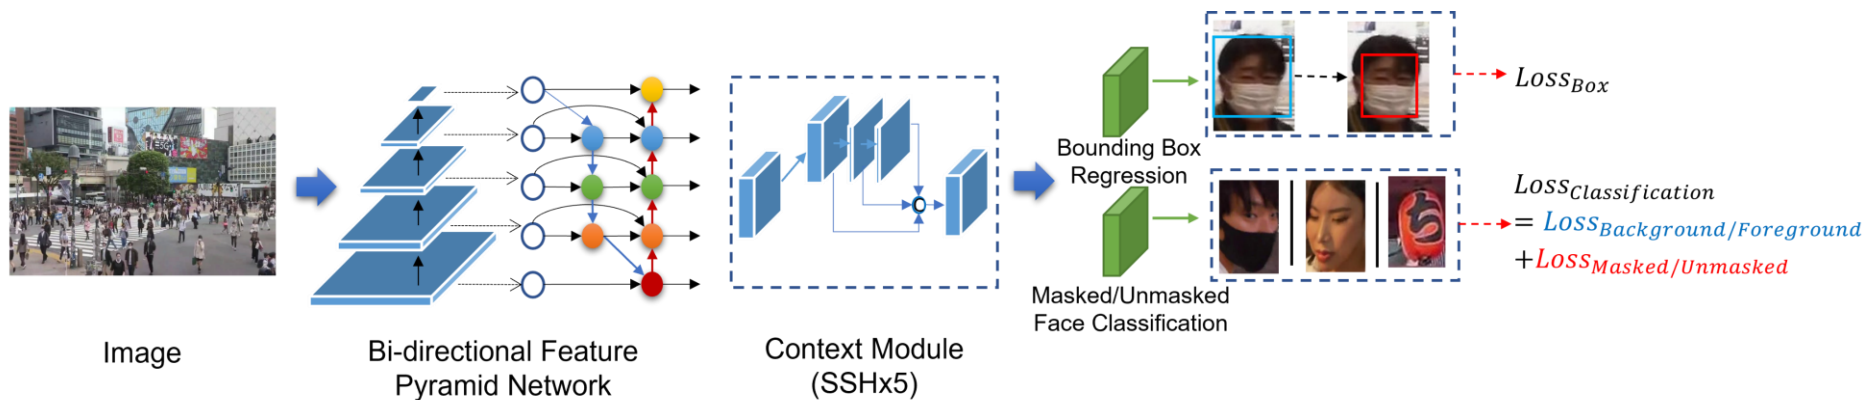 Image
Bi-directional Feature
Pyramid Network
C
Context Module
(SSHx5)
Bounding Box
Regression
Masked/Unmasked
Face Classification
ち
Loss_Box
Loss_Classification
= Loss_Background/Foreground
+Loss_Masked/Unmasked